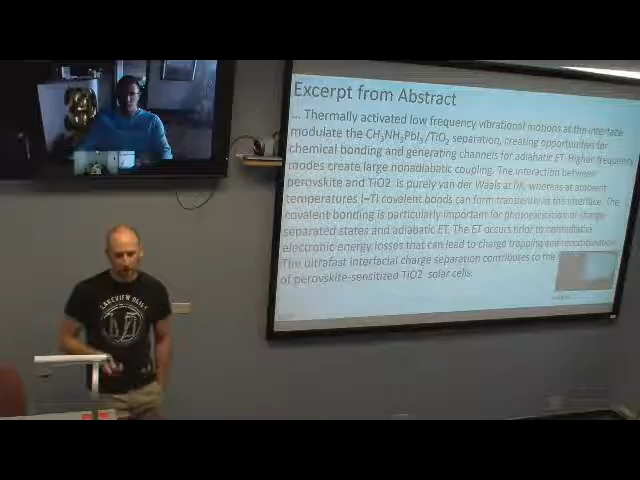 Excerpt from Abstract
... Thermally activated low frequency vibrational motions at the interface
modulate the CH3NH3PbI3/TiO2 separation, creating opportunities for
chemical bonding and generating channels for adiabatic ET. Higher frequency
modes create large nonadiabatic coupling. The interaction between
perovskite and TiO2 is purely van der Waals at 0K, whereas at ambient
temperatures I–Ti covalent bonds can form transiently at the interface. The
covalent bonding is particularly important for photoexcitation of charge
separated states and adiabatic ET. The ET occurs prior to
electronic energy losses that can lead to charge trapping and recombination.
The ultrafast interfacial charge separation contributes to the
of perovskite-sensitized TiO2 solar cells.
LAKEVIEW